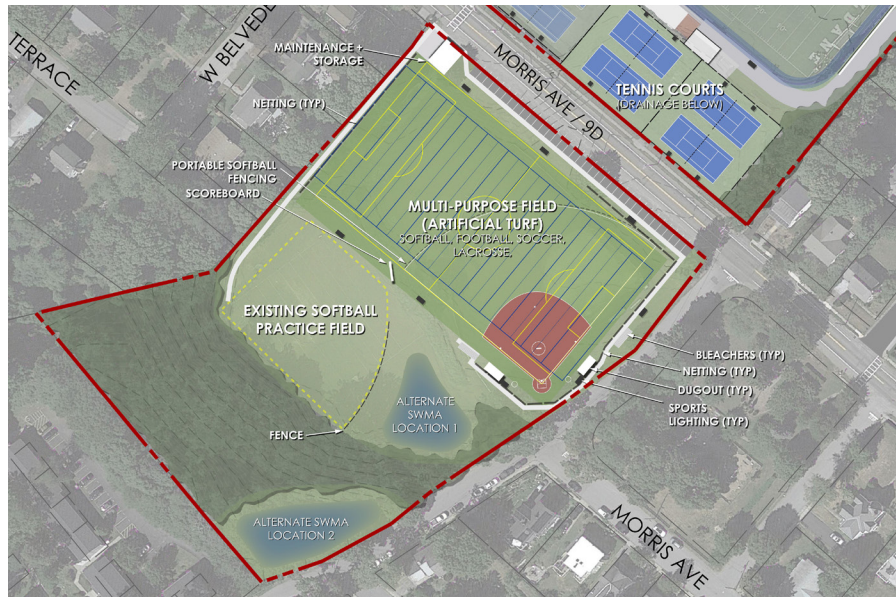 TERRACE
W BELVEDE
MAINTENANCE +
STORAGE
MORRIS AVE / 9D
TENNIS COURTS
(DRAINAGE BELOW)
NETTING (TYP)
PORTABLE SOFTBALL
FENCING
SCOREBOARD
MULTI-PURPOSE FIELD
(ARTIFICIAL TURF)
SOFTBALL, FOOTBALL, SOCCER,
LACROSSE,
EXISTING SOFTBALL
PRACTICE FIELD
BLEACHERS (TYP)
NETTING (TYP)
DUGOUT (TYP)
SPORTS
LIGHTING (TYP)
ALTERNATE
SWMA
LOCATION 1
FENCE
ALTERNATE SWMA
LOCATION 2
MORRIS AVE